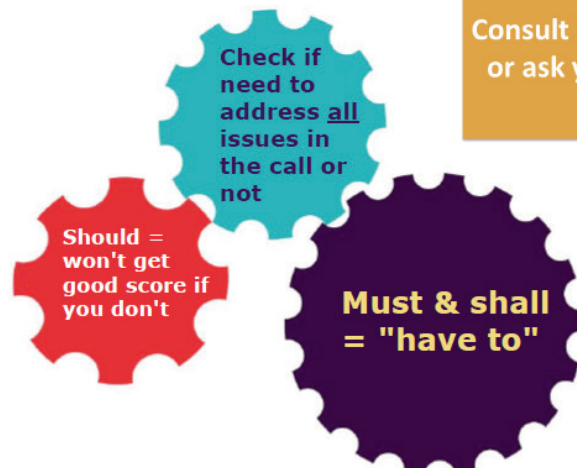 Check if
need to
address all
issues in
the call or
not
Consult
or ask
Should =
won't get
good score if
you don't
Must & shall
= "have to"